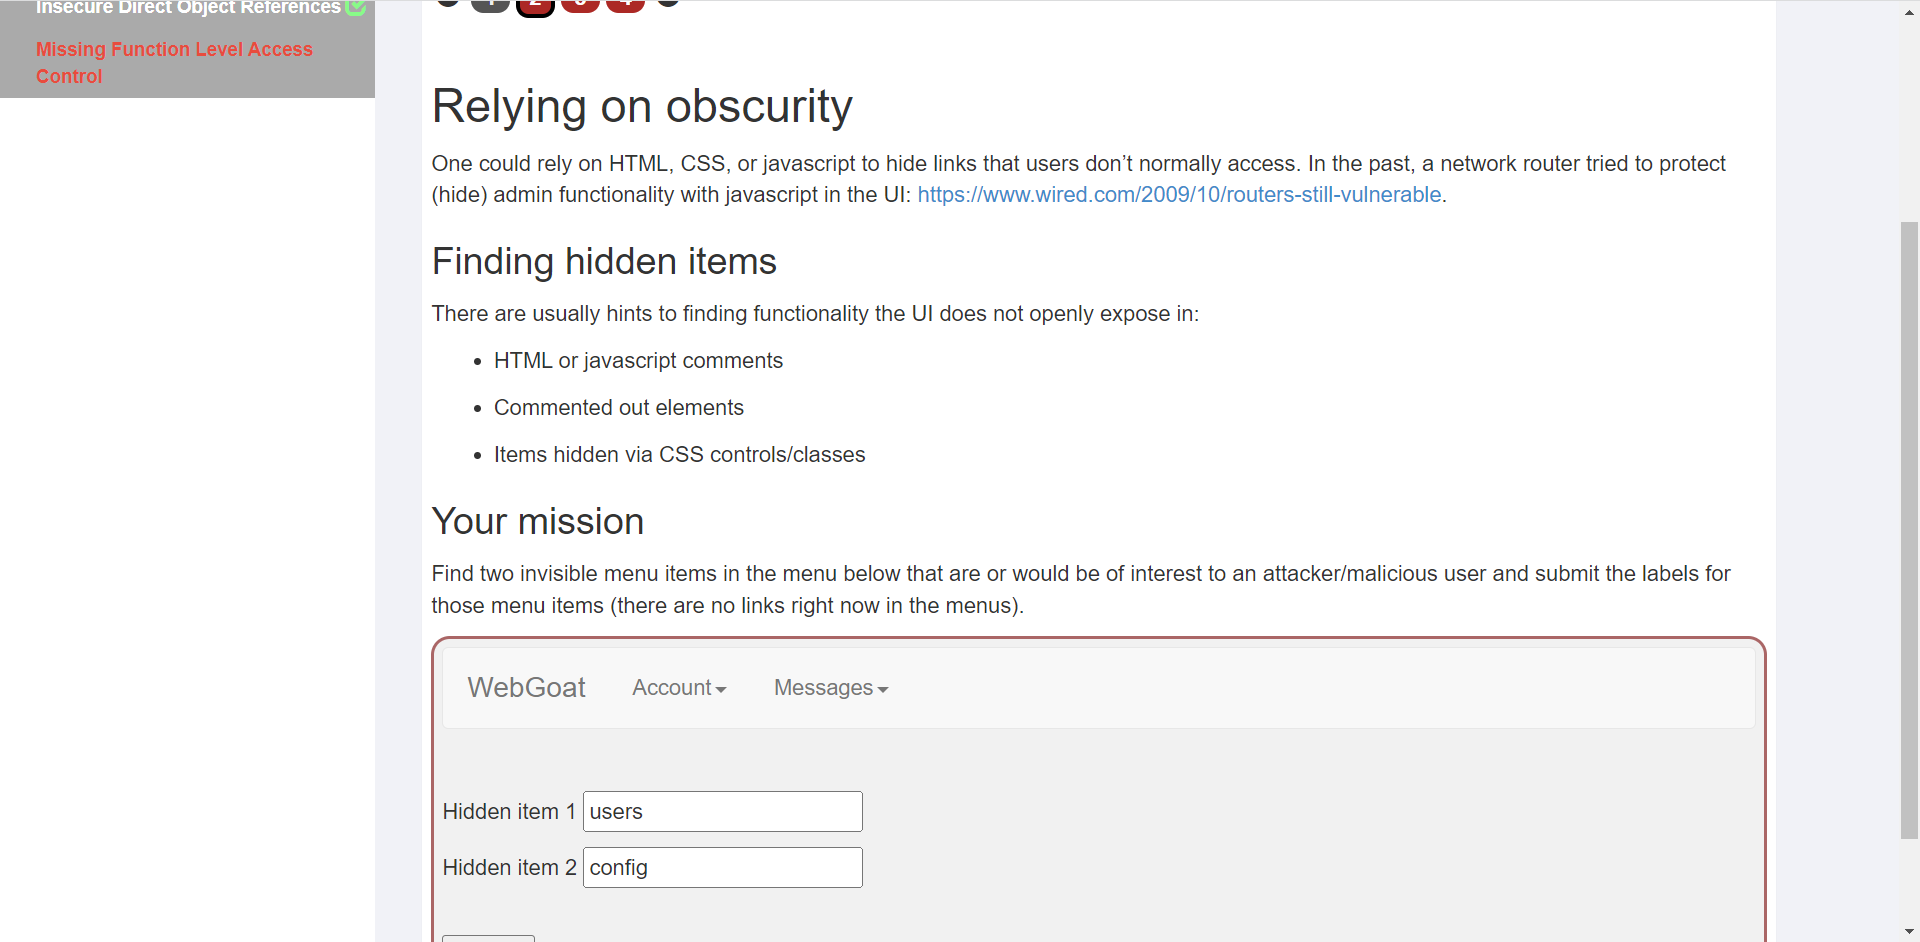 Insecure Direct Object References
Missing Function Level Access
Control
1 2 3 4
Relying on obscurity
One could rely on HTML, CSS, or javascript to hide links that users don’t normally access. In the past, a network router tried to protect
(hide) admin functionality with javascript in the UI: https://www.wired.com/2009/10/routers-still-vulnerable.
Finding hidden items
There are usually hints to finding functionality the UI does not openly expose in:
• HTML or javascript comments
• Commented out elements
• Items hidden via CSS controls/classes
Your mission
Find two invisible menu items in the menu below that are or would be of interest to an attacker/malicious user and submit the labels for
those menu items (there are no links right now in the menus).
WebGoat Account Messages
Hidden item 1 users
Hidden item 2 config